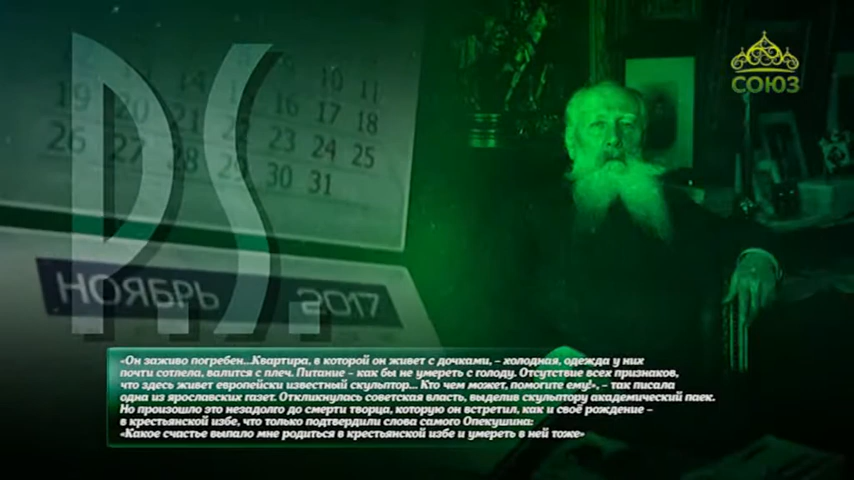 СОЮЗ
P.S.
10 11
19 20 21 22 16 17 18
26 27 28 29 23 24 25
30 31
НОЯБРЬ 2017
«Он заживо погребен...Квартира, в которой он живет с дочками, – холодная, одежда у них
почти сотлела, валится с плеч. Питание – как бы не умереть с голоду. Отсутствие всех признаков,
что здесь живет европейски известный скульптор... Кто чем может, помогите ему!», – так писала
одна из ярославских газет. Откликнулась советская власть, выделив скульптору академический паек.
Но произошло это незадолго до смерти творца, которую он встретил, как и своё рождение –
в крестьянской избе, что только подтвердили слова самого Опекушина:
«Какое счастье выпало мне родиться в крестьянской избе и умереть в ней тоже»